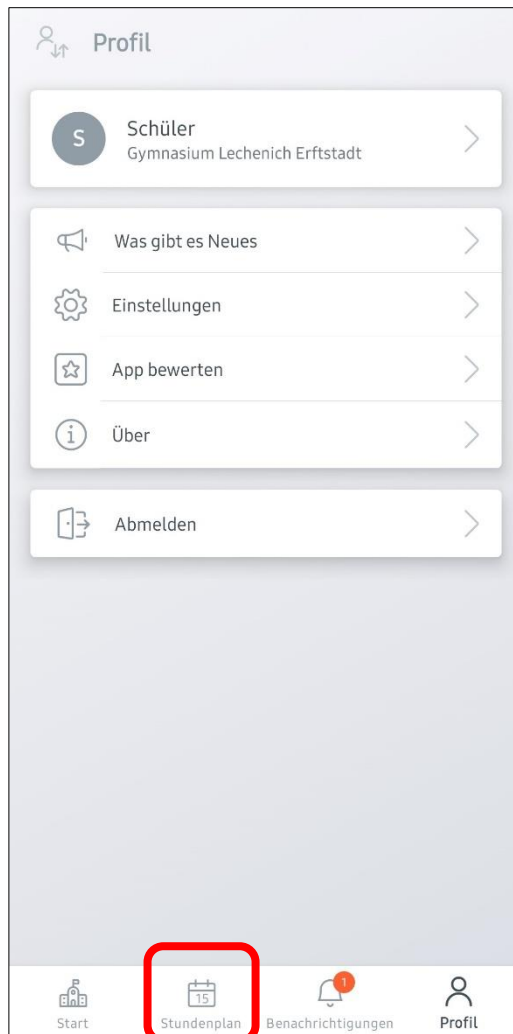 Profil
S
Schüler
Gymnasium Lechenich Erftstadt
Was gibt es Neues
Einstellungen
App bewerten
Über
Abmelden
15
1
Start
Stundenplan
Benachrichtigungen
Profil